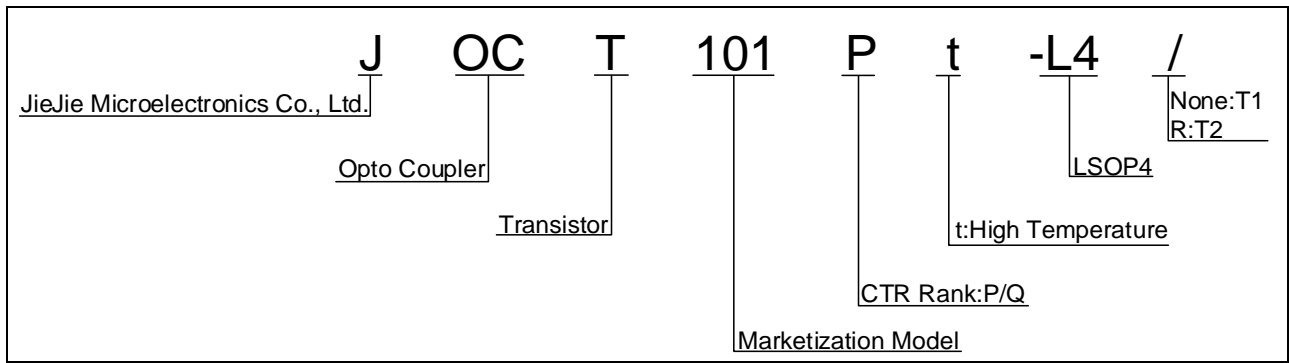 J OC T 101 P t -L4 /
JieJie Microelectronics Co., Ltd.
None:T1
R:T2
Opto Coupler
LSOP4
Transistor
t:High Temperature
CTR Rank:P/Q
Marketization Model